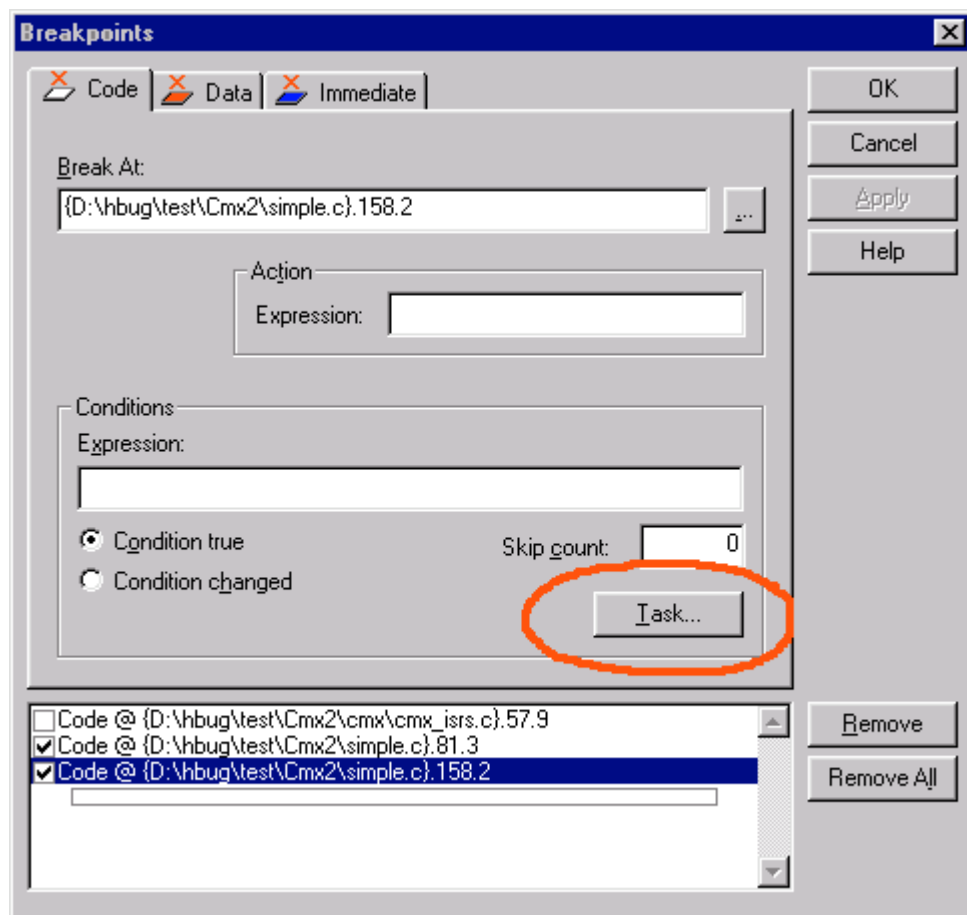 Breakpoints
Code Data Immediate
OK
Cancel
Apply
Help
Break At:
{D:\hbug\test\Cmx2\simple.c}.158.2
...
Action
Expression:
Conditions
Expression:
Condition true
Skip count: 0
Condition changed
Task...
Code @ {D:\hbug\test\Cmx2\cmx\cmx_isrs.c}.57.9
Code @ {D:\hbug\test\Cmx2\simple.c}.81.3
Code @ {D:\hbug\test\Cmx2\simple.c}.158.2
Remove
Remove All